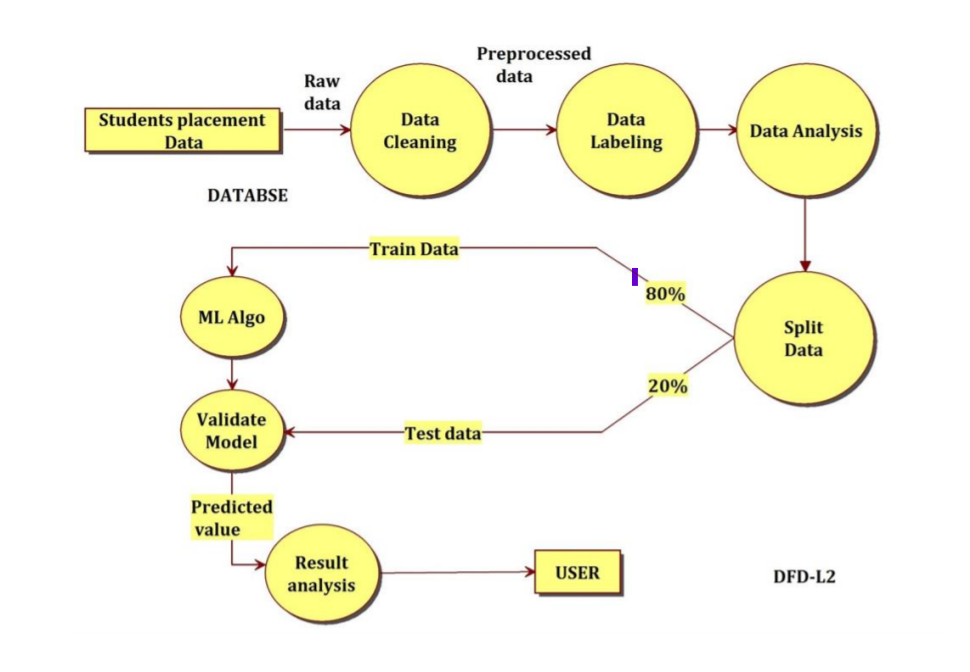 Preprocessed
data
Raw
data
Students placement
Data
Data
Cleaning
Data
Labeling
Data Analysis
DATABSE
Train Data
80%
ML Algo
Split
Data
20%
Validate
Model
Test data
Predicted
value
Result
analysis
USER
DFD-L2